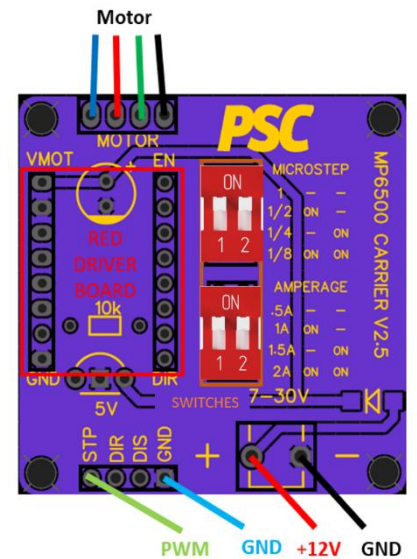 Motor
MOTOR
PSC
VMOT
EN
+
RED
DRIVER
BOARD
10k
GND
DIR
5V
ON
1 2
ON
1 2
SWITCHES
MICROSTEP
1 - -
1/2 ON -
1/4 - ON
1/8 ON ON
AMPERAGE
.5A - -
1A ON -
1.5A - ON
2A ON ON
MP6500 CARRIER V2.5
7-30V
STP
DIR
DIS
GND
+ -
PWM GND +12V GND